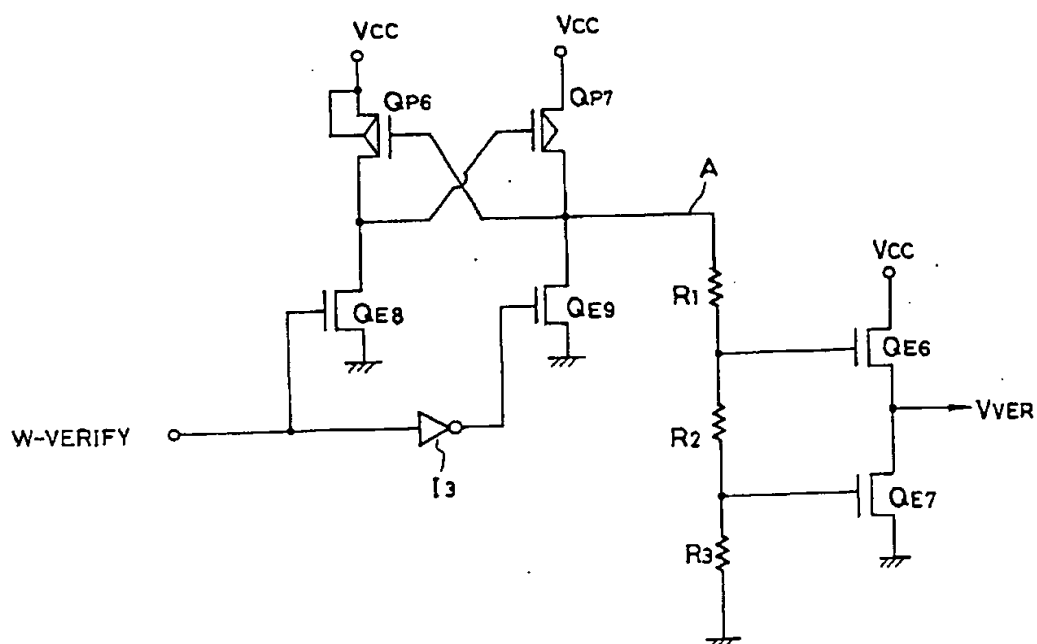 VCC
VCC
QP6
QP7
A
VCC
R1
QE8
QE9
QE6
W-VERIFY
R2
VVER
I3
QE7
R3